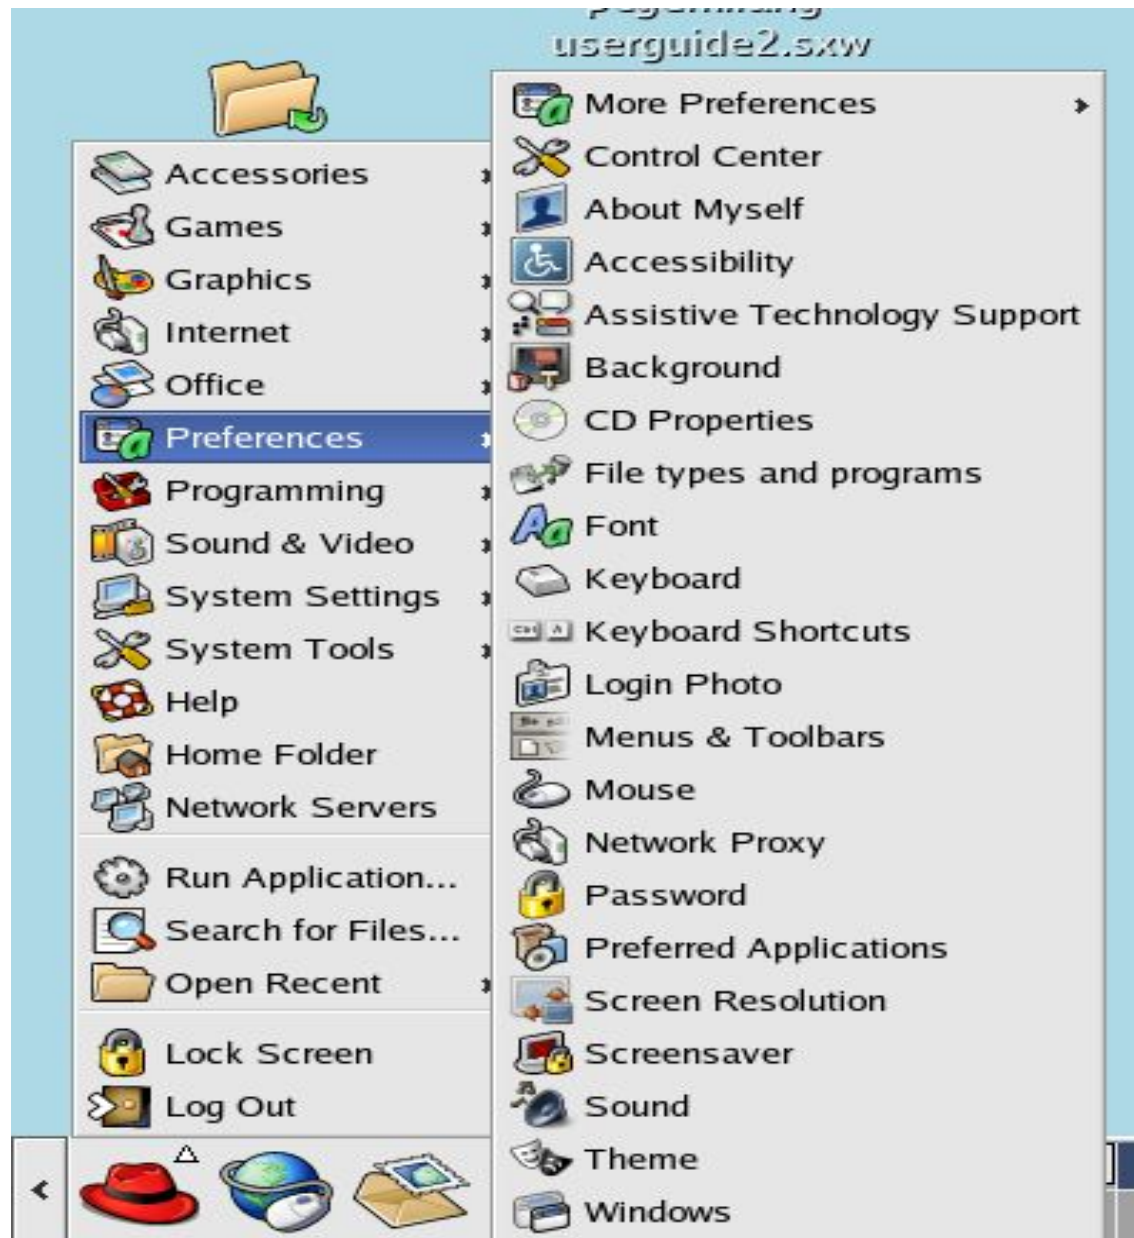 userguide2.sxw
Accessories
Games
Graphics
Internet
Office
Preferences
Programming
Sound & Video
System Settings
System Tools
Help
Home Folder
Network Servers
Run Application...
Search for Files...
Open Recent
Lock Screen
Log Out
More Preferences
Control Center
About Myself
Accessibility
Assistive Technology Support
Background
CD Properties
File types and programs
Font
Keyboard
Keyboard Shortcuts
Login Photo
Menus & Toolbars
Mouse
Network Proxy
Password
Preferred Applications
Screen Resolution
Screensaver
Sound
Theme
Windows